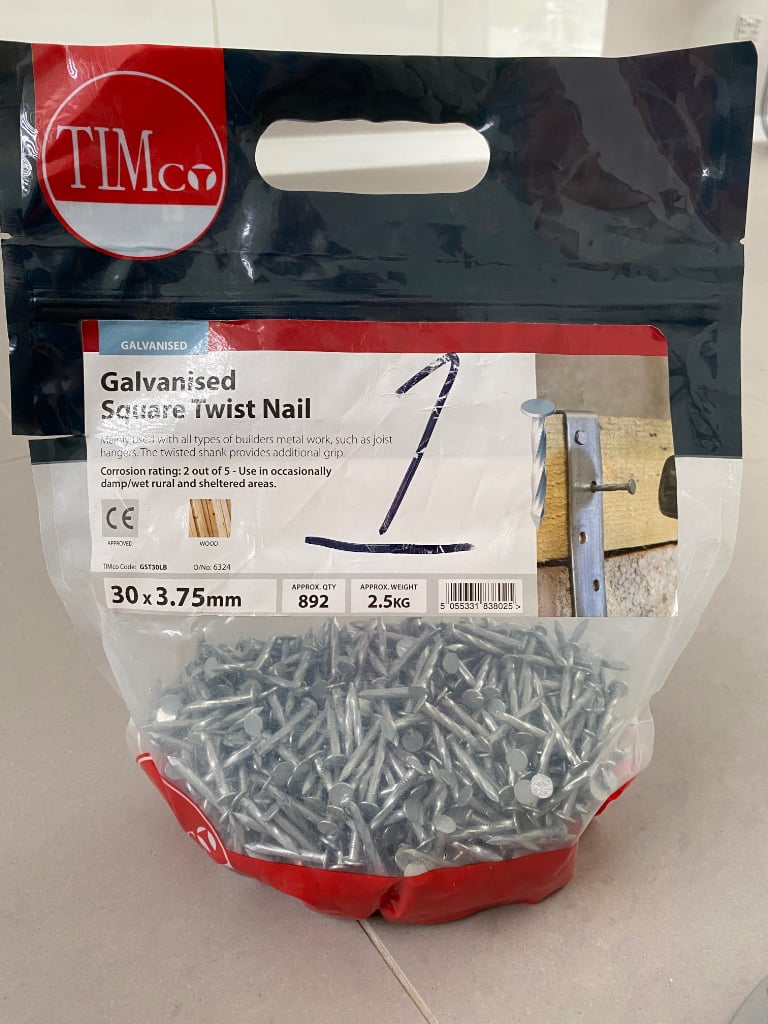 TIMco
GALVANISED
Galvanised
Square Twist Nail
Mainly used with all types of builders metal work, such as joist
hangers. The twisted shank provides additional grip.
Corrosion rating: 2 out of 5 - Use in occasionally
damp/wet rural and sheltered areas.
1
CE
APPROVED
WOOD
TIMco Code: GST30LB O/No: 6324
30 x 3.75mm
APPROX. QTY
892
APPROX. WEIGHT
2.5KG
5 055331 838025 >